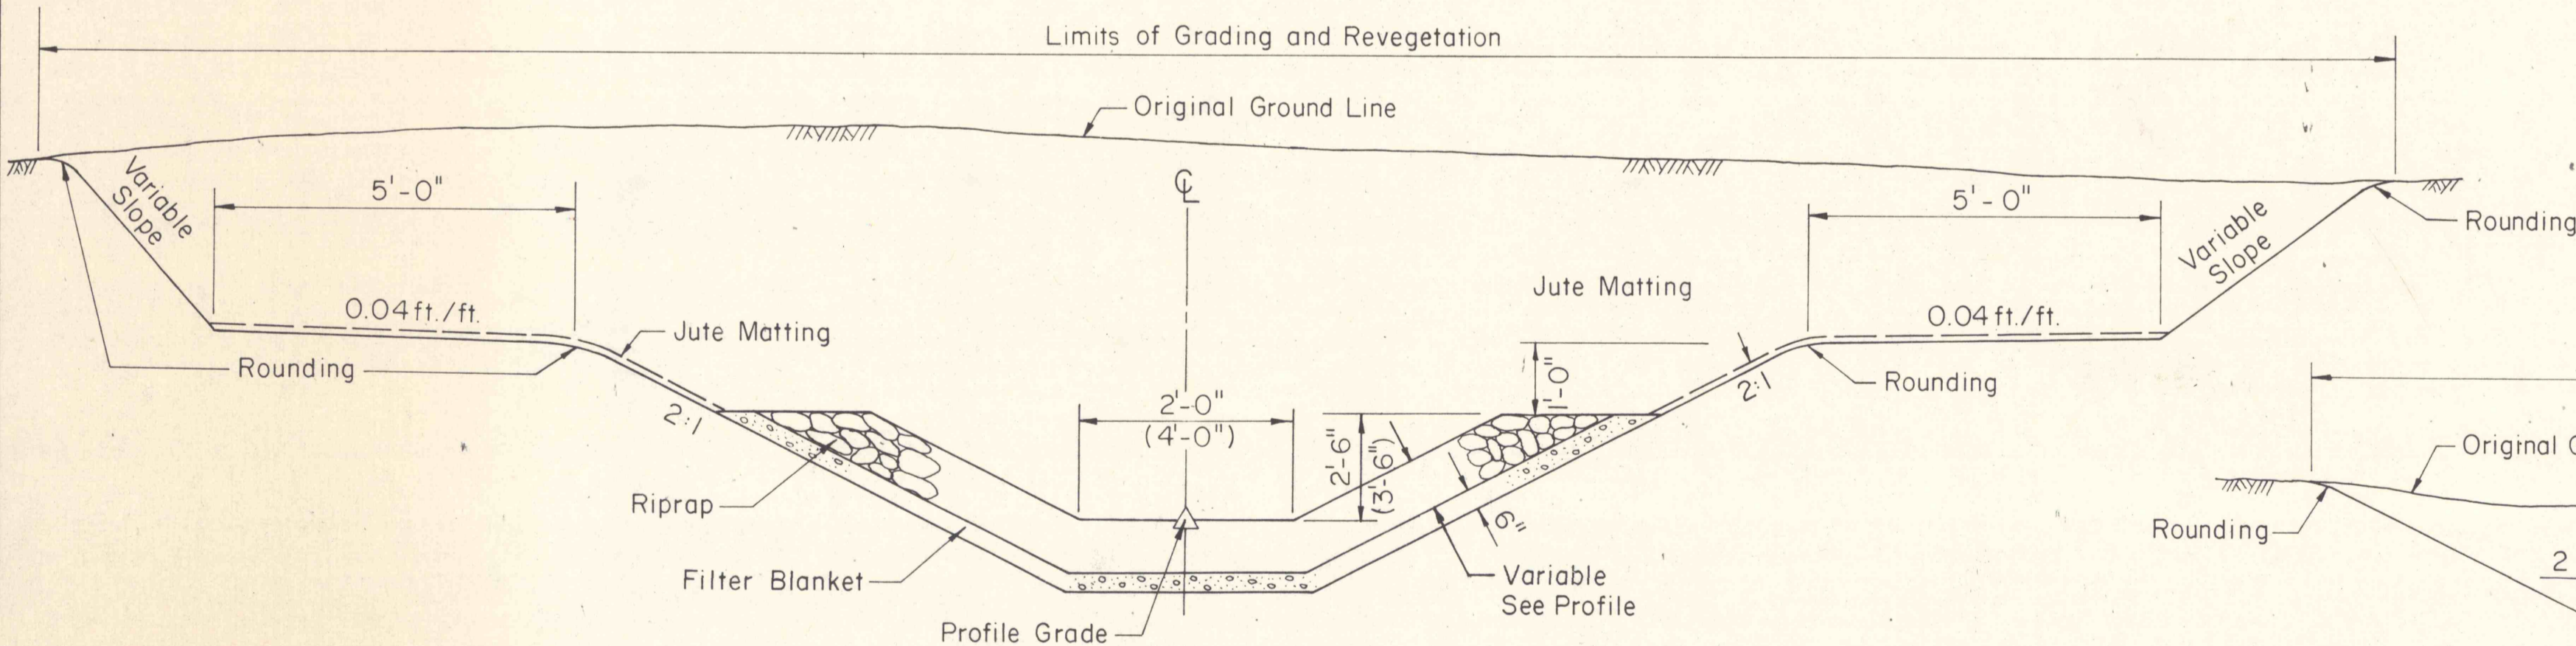 Limits of Grading and Revegetation
Original Ground Line
Variable
Slope
5'-0"
℄
5'-0"
Variable
Slope
Rounding
0.04 ft./ft.
Jute Matting
Jute Matting
0.04 ft./ft.
Rounding
2:1
2'-0"
(4'-0")
2'-6"
(3'-6")
1'-0"
2:1
Rounding
Riprap
6"
Original
Rounding
Filter Blanket
Variable
See Profile
Profile Grade
2